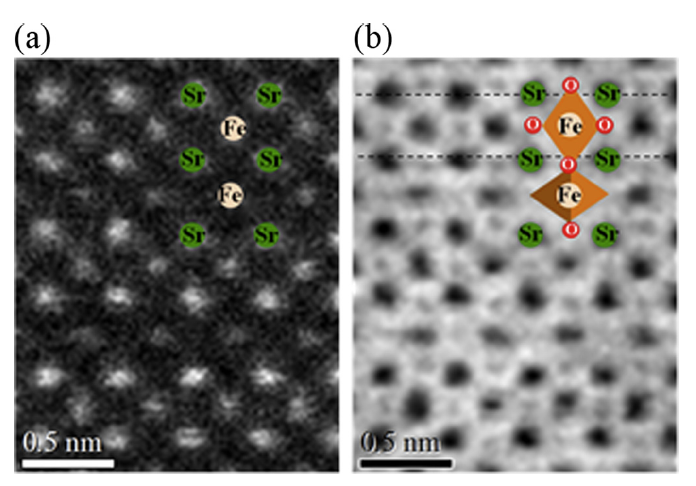 (a) (b)
Sr Sr Sr O Sr
Fe O Fe O
Sr Sr Sr O Sr
Fe Fe
Sr Sr Sr O Sr
0.5 nm 0.5 nm